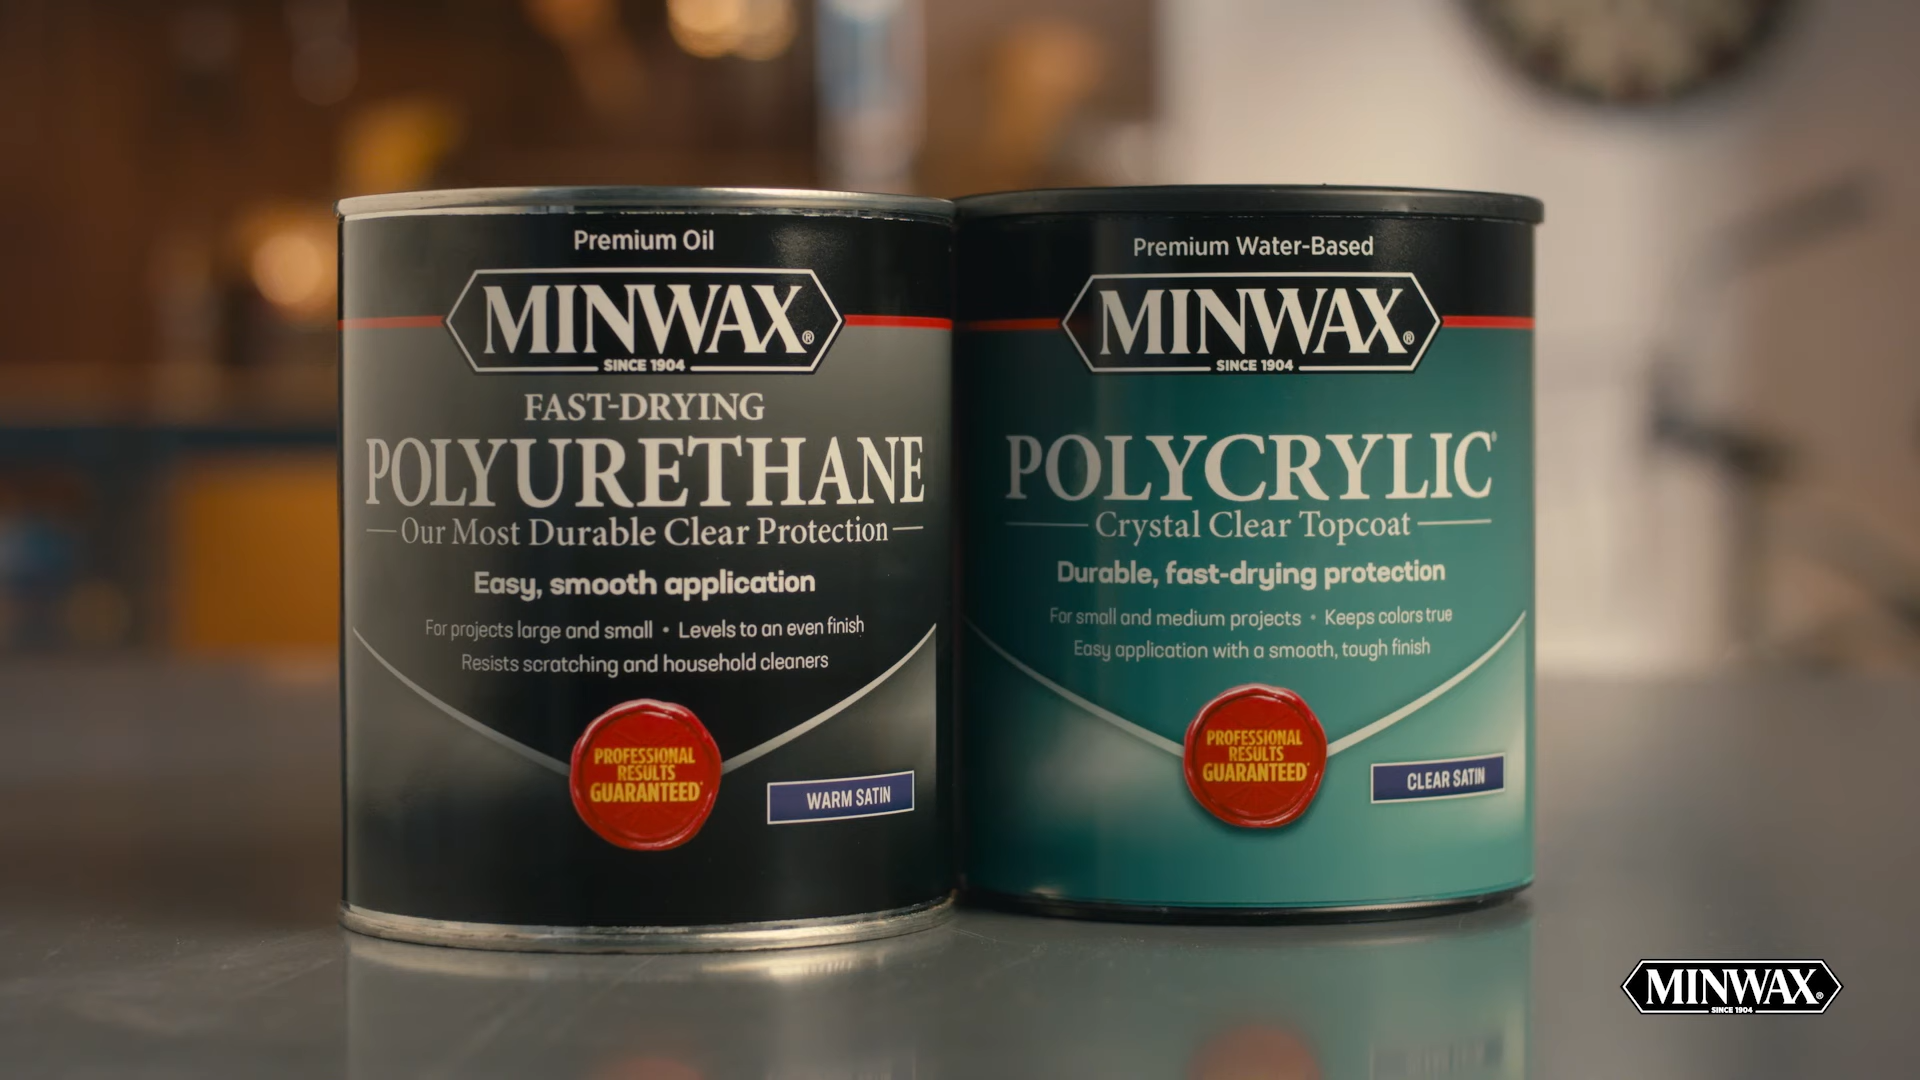 Premium Oil
MINWAX®
SINCE 1904
FAST-DRYING
POLYURETHANE
Our Most Durable Clear Protection
Easy, smooth application
For projects large and small • Levels to an even finish
Resists scratching and household cleaners
PROFESSIONAL
RESULTS
GUARANTEED*
WARM SATIN
Premium Water-Based
MINWAX®
SINCE 1904
POLYCRYLIC®
Crystal Clear Topcoat
Durable, fast-drying protection
For small and medium projects • Keeps colors true
Easy application with a smooth, tough finish
PROFESSIONAL
RESULTS
GUARANTEED*
CLEAR SATIN
MINWAX®
SINCE 1904